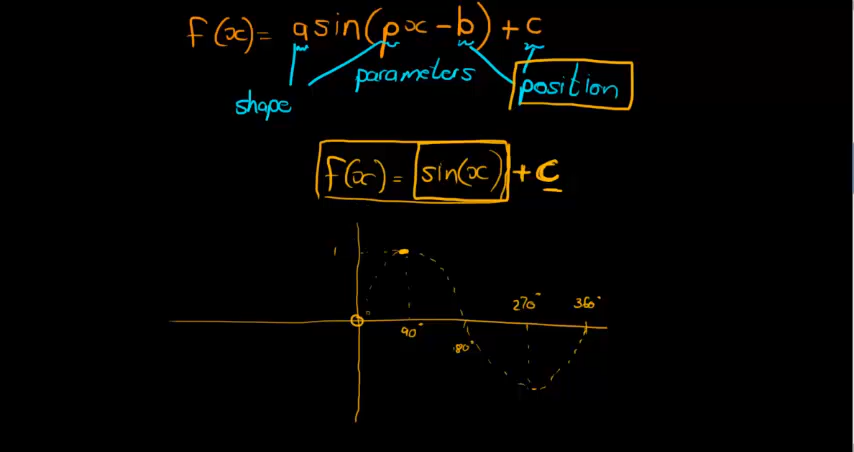 f(x) = a sin(px - b) + c
parameters
position
shape
f(x) = sin(x) + c
1
270° 360°
90°
180°